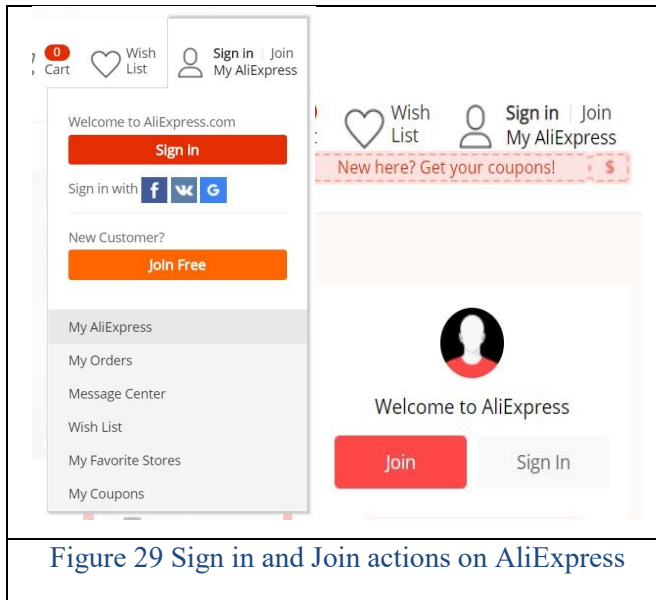 0
Cart
Wish
List
Sign in | Join
My AliExpress
Welcome to AliExpress.com
Sign in
Sign in with f G
New Customer?
Join Free
My AliExpress
My Orders
Message Center
Wish List
My Favorite Stores
My Coupons
Wish
List
Sign in | Join
My AliExpress
New here? Get your coupons! $
Welcome to AliExpress
Join
Sign In
Figure 29 Sign in and Join actions on AliExpress